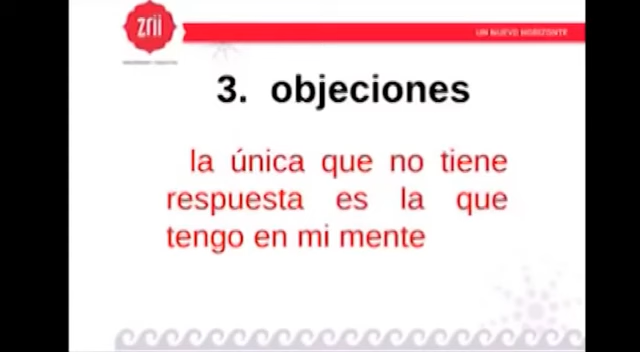 zrii
UN NUEVO HORIZONTE
3. objeciones
la única que no tiene
respuesta es la que
tengo en mi mente